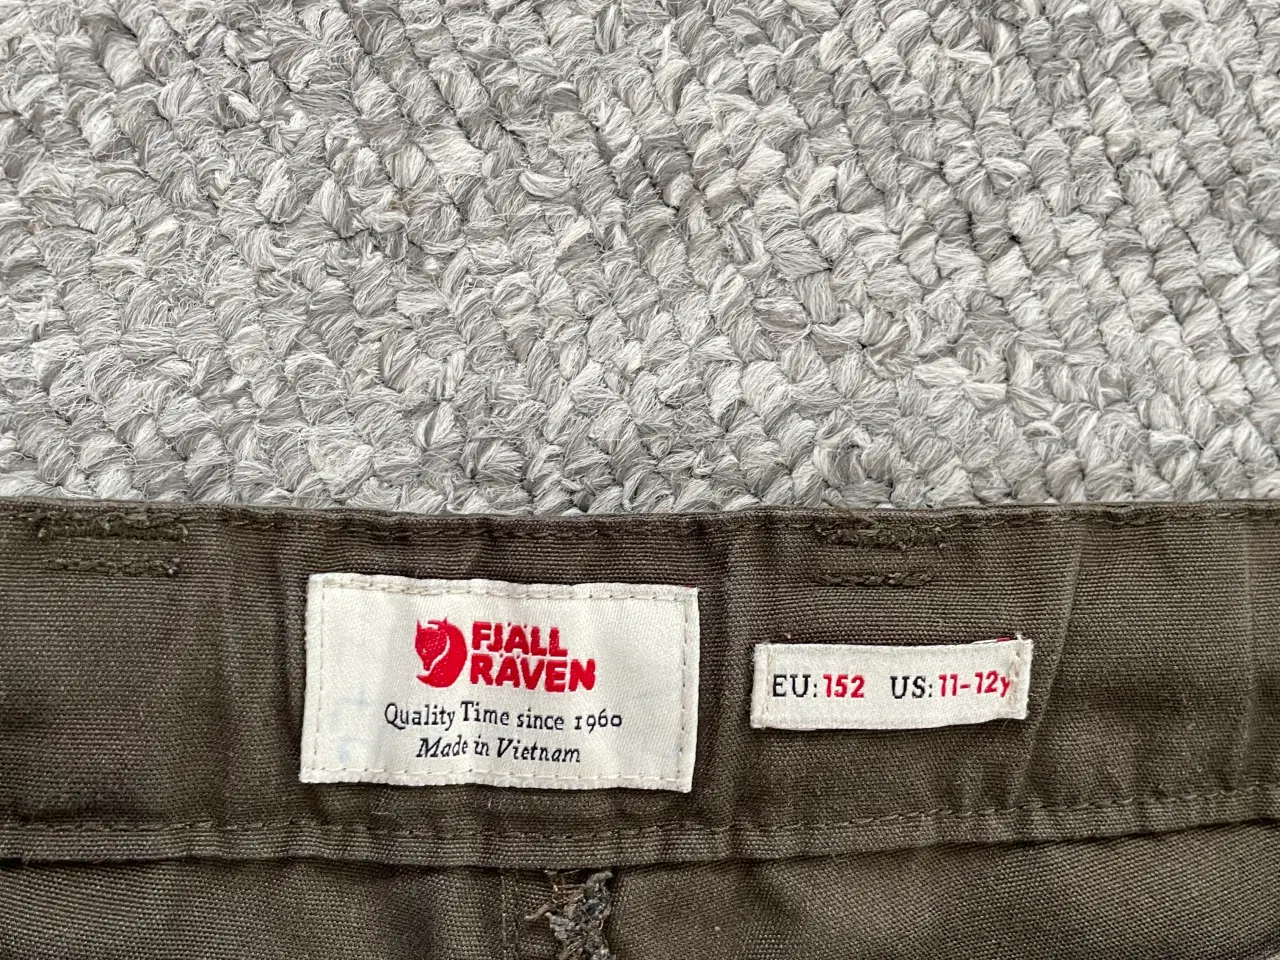 FJÄLL
RÄVEN
Quality Time since 1960
Made in Vietnam
EU: 152 US: 11-12y